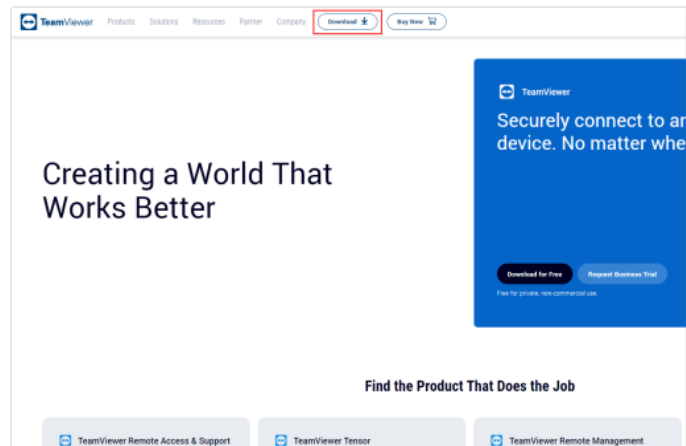 TeamViewer Products Solutions Resources Partner Company Download Buy Now
TeamViewer
Securely connect to an
device. No matter whe
Creating a World That
Works Better
Download for Free Request Business Trial
Free for private, non-commercial use
Find the Product That Does the Job
TeamViewer Remote Access & Support TeamViewer Tensor TeamViewer Remote Management